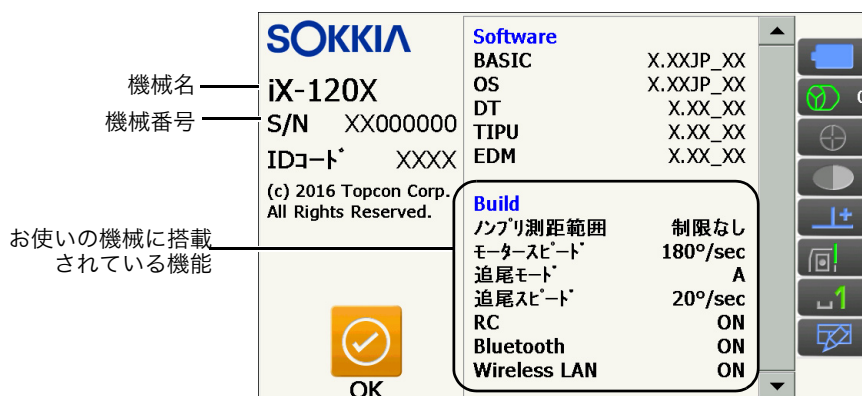 SOKKIA
機械名
iX-120X
機械番号
S/N XX000000
IDｺｰﾄﾞ XXXX
(c) 2016 Topcon Corp.
All Rights Reserved.
お使いの機械に搭載
されている機能
OK
Software
BASIC X.XXJP_XX
OS X.XXJP_XX
DT X.XX_XX
TIPU X.XX_XX
EDM X.XX_XX
Build
ﾉﾝﾌﾟﾘ測距範囲 制限なし
ﾓｰﾀｰｽﾋﾟｰﾄﾞ 180°/sec
追尾ﾓｰﾄﾞ A
追尾ｽﾋﾟｰﾄﾞ 20°/sec
RC ON
Bluetooth ON
Wireless LAN ON
1